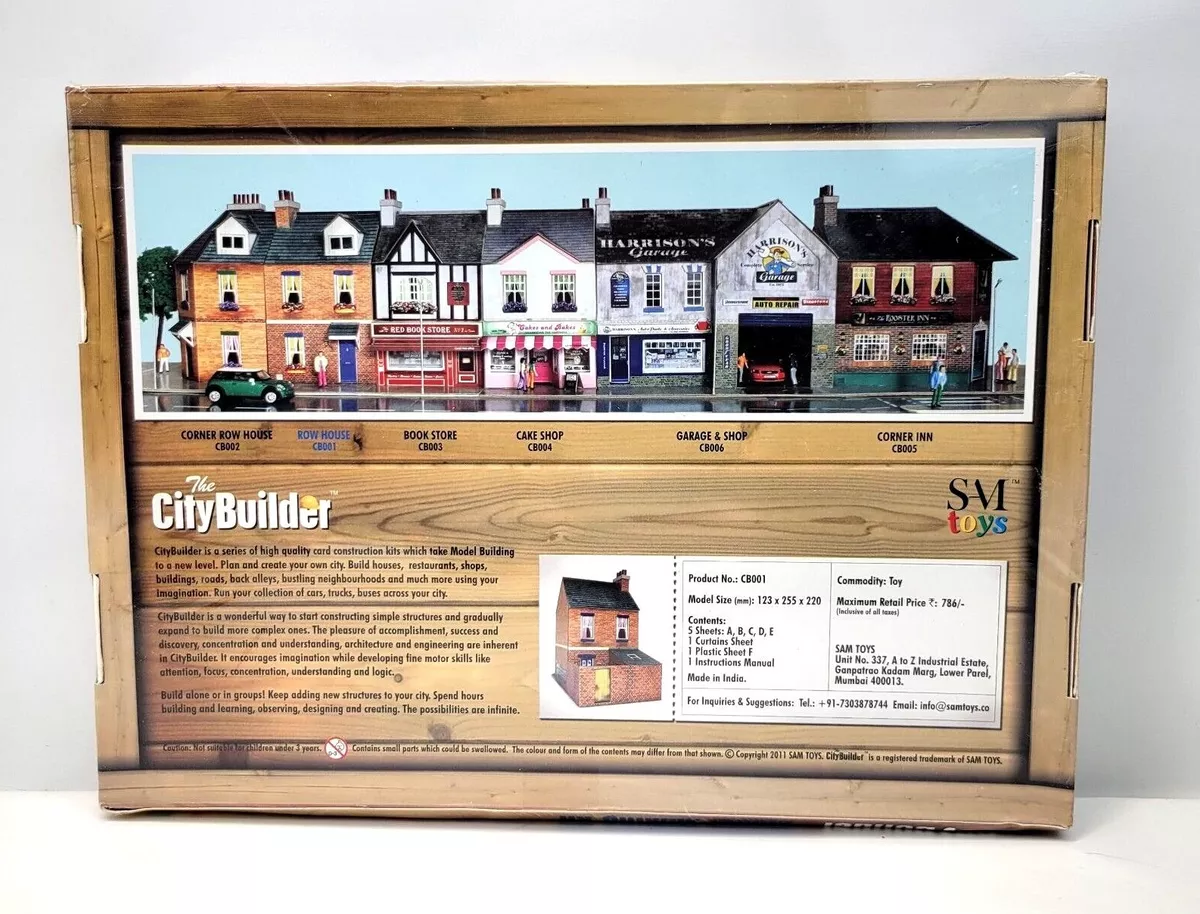 HARRISON'S
Garage
HARRISON'S
Garage
AUTO REPAIR
RED BOOK STORE
Cakes and Bakes
The ROOSTER INN
CORNER ROW HOUSE
CB002
ROW HOUSE
CB001
BOOK STORE
CB003
CAKE SHOP
CB004
GARAGE & SHOP
CB006
CORNER INN
CB005
The
CityBuilder™
SAM™
toys
CityBuilder is a series of high quality card construction kits which take Model Building
to a new level. Plan and create your own city. Build houses, restaurants, shops,
buildings, roads, back alleys, bustling neighbourhoods and much more using your
Imagination. Run your collection of cars, trucks, buses across your city.
CityBuilder is a wonderful way to start constructing simple structures and gradually
expand to build more complex ones. The pleasure of accomplishment, success and
discovery, concentration and understanding, architecture and engineering are inherent
in CityBuilder. It encourages imagination while developing fine motor skills like
attention, focus, concentration, understanding and logic.
Build alone or in groups! Keep adding new structures to your city. Spend hours
building and learning, observing, designing and creating. The possibilities are infinite.
Product No.: CB001
Model Size (mm): 123 x 255 x 220
Contents:
5 Sheets: A, B, C, D, E
1 Curtains Sheet
1 Plastic Sheet F
1 Instructions Manual
Made in India.
Commodity: Toy
Maximum Retail Price ₹: 786/-
(Inclusive of all taxes)
SAM TOYS
Unit No. 337, A to Z Industrial Estate,
Ganpatrao Kadam Marg, Lower Parel,
Mumbai 400013.
For Inquiries & Suggestions: Tel.: +91-7303878744 Email: info@samtoys.co
Caution: Not suitable for children under 3 years. Contains small parts which could be swallowed. The colour and form of the contents may differ from that shown. © Copyright 2011 SAM TOYS. CityBuilder™ is a registered trademark of SAM TOYS.